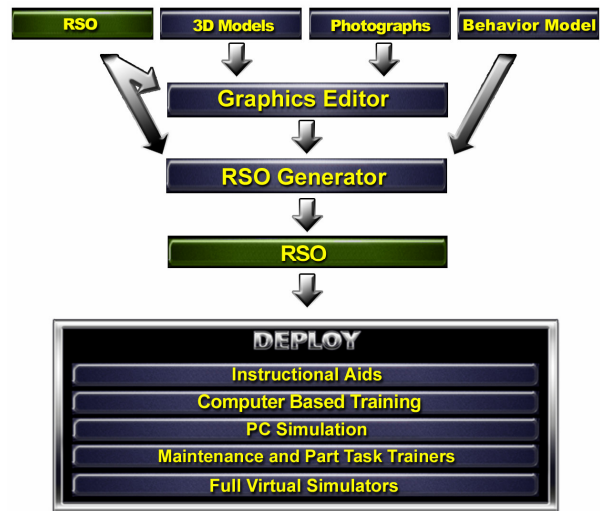 RSO
3D Models
Photographs
Behavior Model
Graphics Editor
RSO Generator
RSO
DEPLOY
Instructional Aids
Computer Based Training
PC Simulation
Maintenance and Part Task Trainers
Full Virtual Simulators